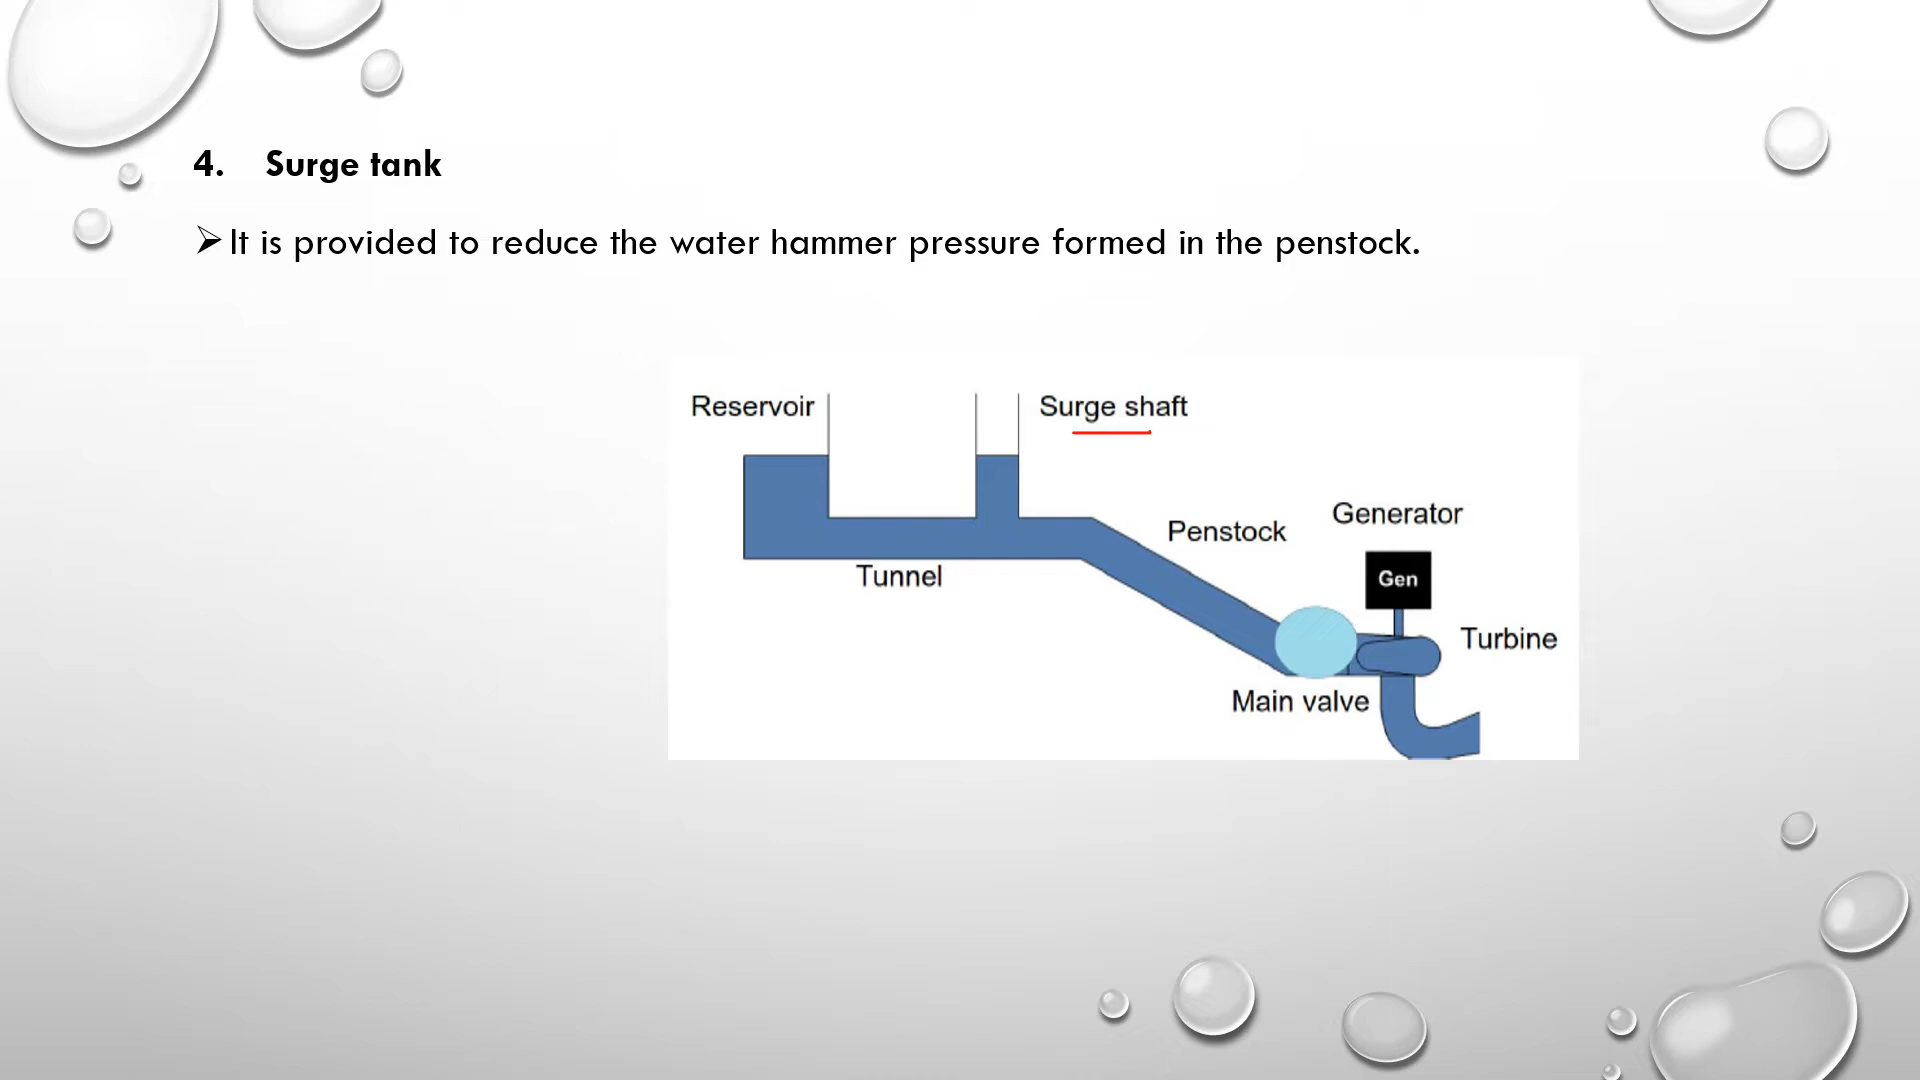 4. Surge tank
➢It is provided to reduce the water hammer pressure formed in the penstock.
Reservoir
Surge shaft
Generator
Penstock
Gen
Tunnel
Turbine
Main valve